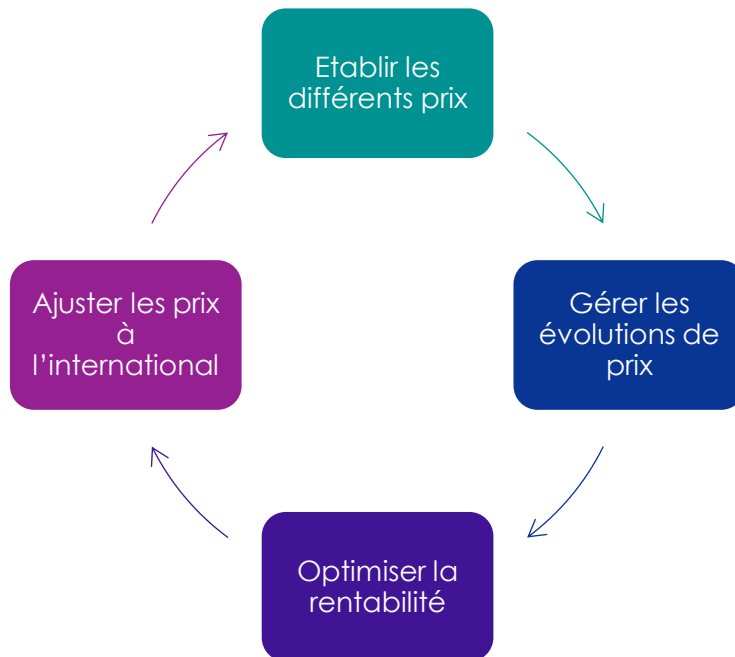 Etablir les
différents prix
Ajuster les prix
à
l’international
Gérer les
évolutions de
prix
Optimiser la
rentabilité